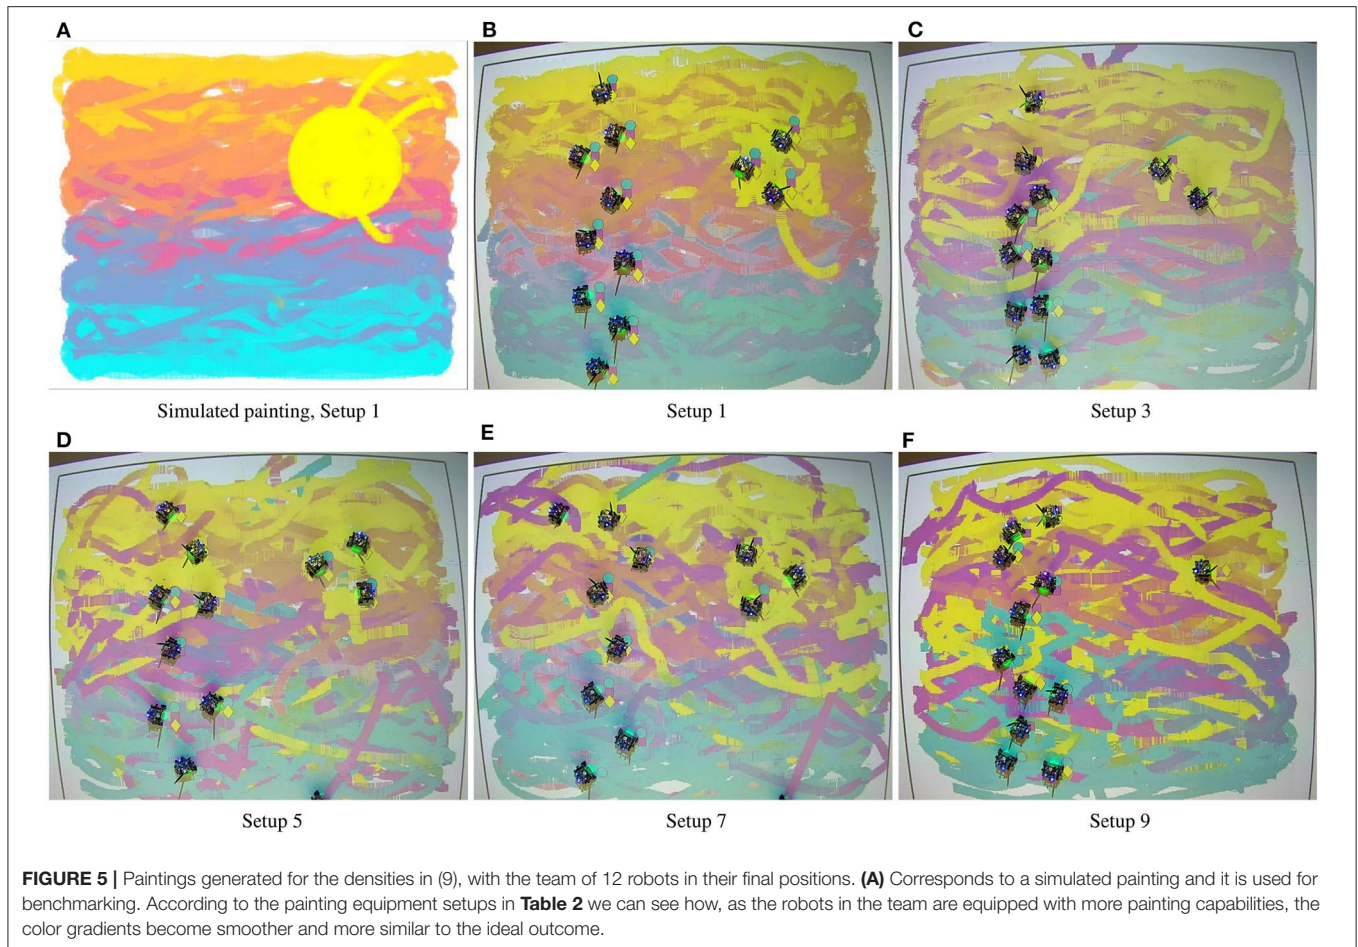 A
B
C
Simulated painting, Setup 1
Setup 1
Setup 3
D
E
F
Setup 5
Setup 7
Setup 9
FIGURE 5 | Paintings generated for the densities in (9), with the team of 12 robots in their final positions. (A) Corresponds to a simulated painting and it is used for
benchmarking. According to the painting equipment setups in Table 2 we can see how, as the robots in the team are equipped with more painting capabilities, the
color gradients become smoother and more similar to the ideal outcome.